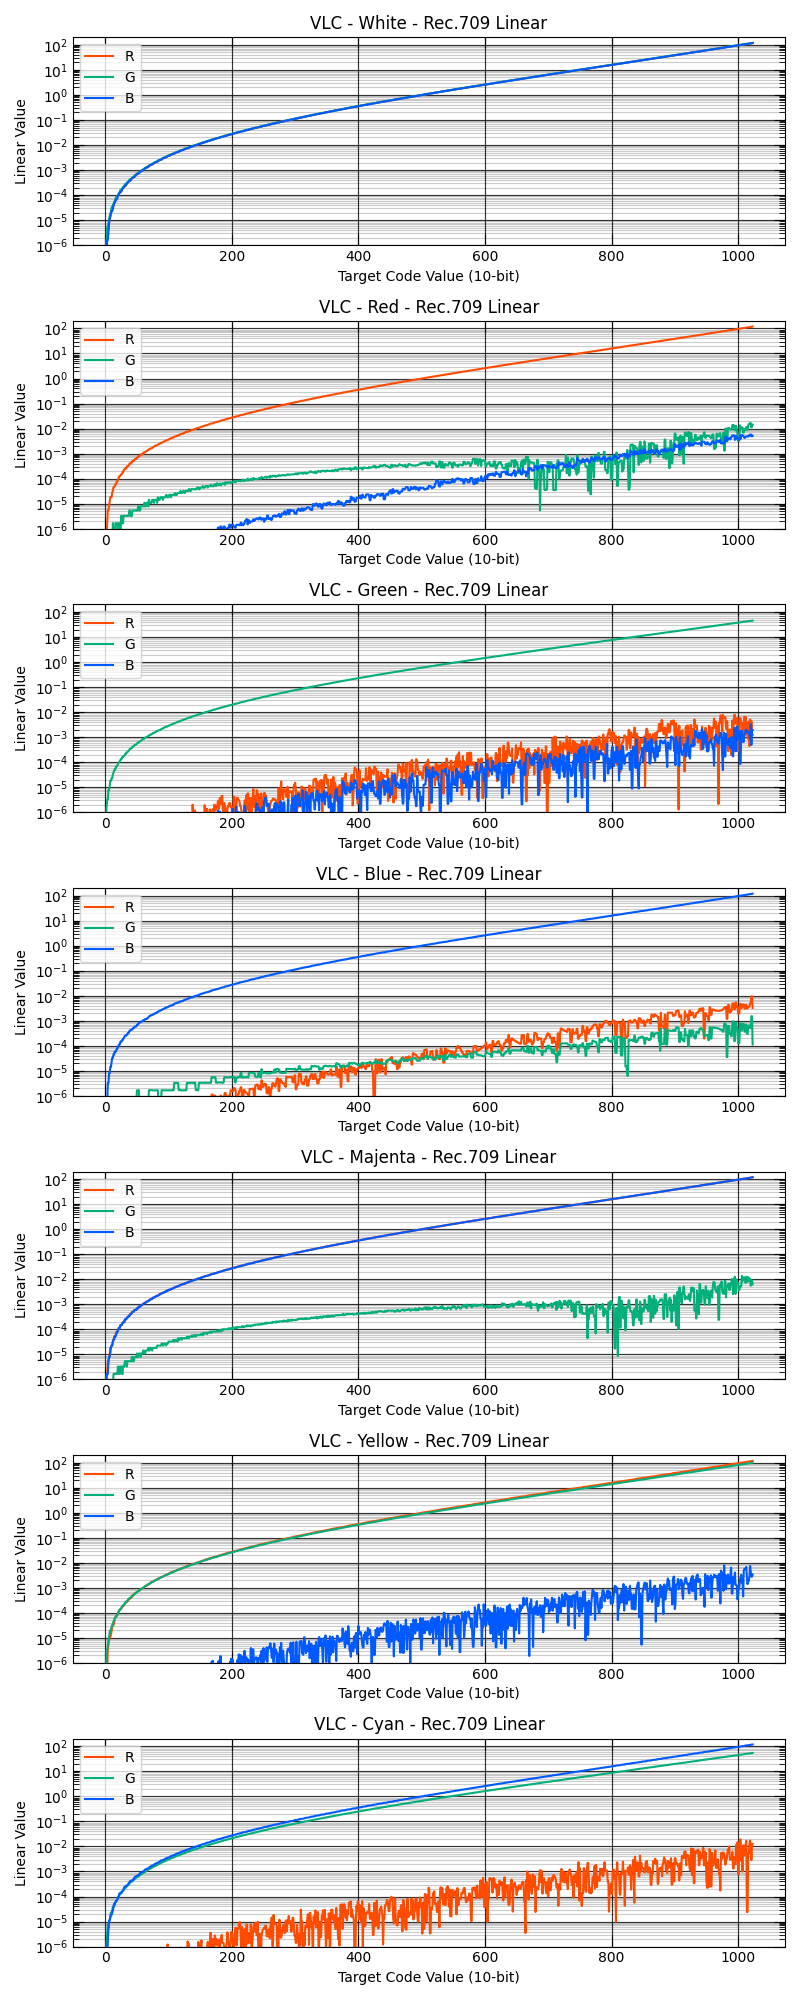 VLC - White - Rec.709 Linear
10²
10¹
10⁰
10⁻¹
10⁻²
10⁻³
10⁻⁴
10⁻⁵
10⁻⁶
Linear Value
R
G
B
0 200 400 600 800 1000
Target Code Value (10-bit)
VLC - Red - Rec.709 Linear
10²
10¹
10⁰
10⁻¹
10⁻²
10⁻³
10⁻⁴
10⁻⁵
10⁻⁶
Linear Value
R
G
B
0 200 400 600 800 1000
Target Code Value (10-bit)
VLC - Green - Rec.709 Linear
10²
10¹
10⁰
10⁻¹
10⁻²
10⁻³
10⁻⁴
10⁻⁵
10⁻⁶
Linear Value
R
G
B
0 200 400 600 800 1000
Target Code Value (10-bit)
VLC - Blue - Rec.709 Linear
10²
10¹
10⁰
10⁻¹
10⁻²
10⁻³
10⁻⁴
10⁻⁵
10⁻⁶
Linear Value
R
G
B
0 200 400 600 800 1000
Target Code Value (10-bit)
VLC - Majenta - Rec.709 Linear
10²
10¹
10⁰
10⁻¹
10⁻²
10⁻³
10⁻⁴
10⁻⁵
10⁻⁶
Linear Value
R
G
B
0 200 400 600 800 1000
Target Code Value (10-bit)
VLC - Yellow - Rec.709 Linear
10²
10¹
10⁰
10⁻¹
10⁻²
10⁻³
10⁻⁴
10⁻⁵
10⁻⁶
Linear Value
R
G
B
0 200 400 600 800 1000
Target Code Value (10-bit)
VLC - Cyan - Rec.709 Linear
10²
10¹
10⁰
10⁻¹
10⁻²
10⁻³
10⁻⁴
10⁻⁵
10⁻⁶
Linear Value
R
G
B
0 200 400 600 800 1000
Target Code Value (10-bit)